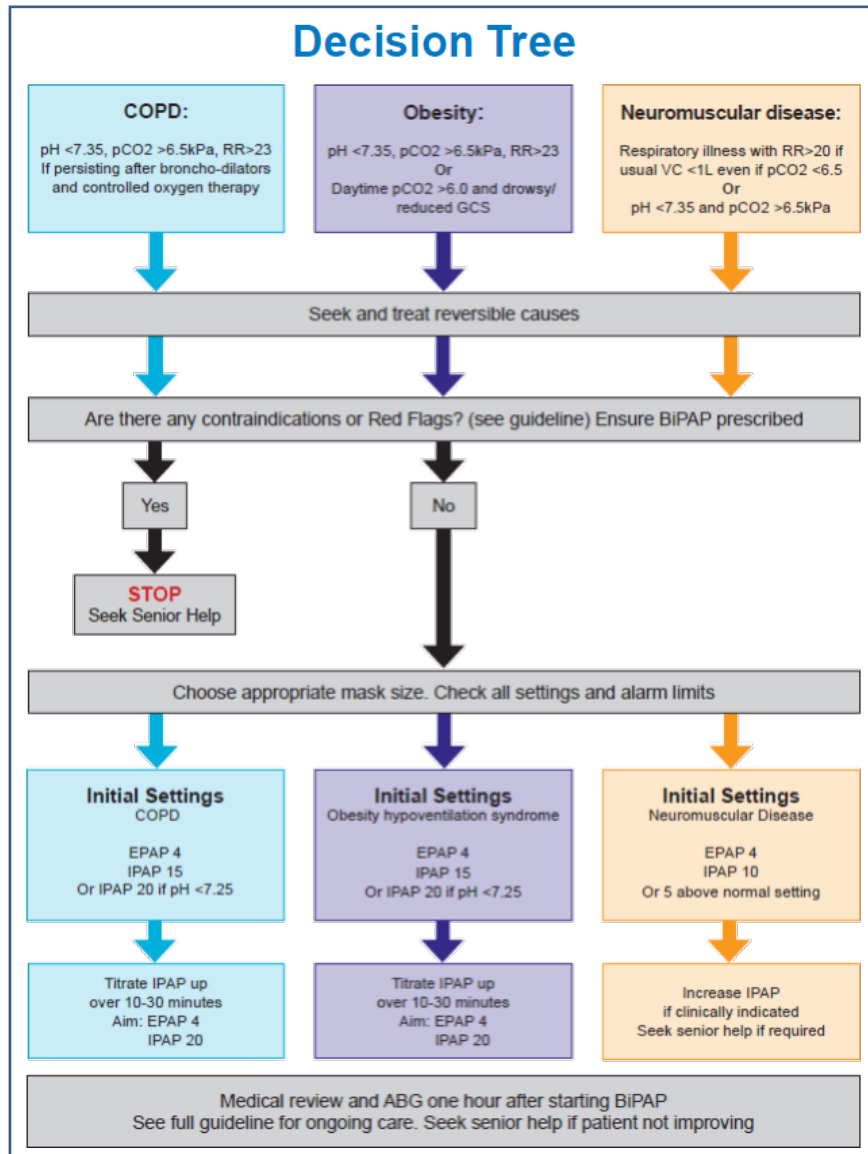 Decision Tree
COPD:
pH <7.35, pCO2 >6.5kPa, RR>23
If persisting after broncho-dilators
and controlled oxygen therapy
Obesity:
pH <7.35, pCO2 >6.5kPa, RR>23
Or
Daytime pCO2 >6.0 and drowsy/
reduced GCS
Neuromuscular disease:
Respiratory illness with RR>20 if
usual VC <1L even if pCO2 <6.5
Or
pH <7.35 and pCO2 >6.5kPa
Seek and treat reversible causes
Are there any contraindications or Red Flags? (see guideline) Ensure BiPAP prescribed
Yes
No
STOP
Seek Senior Help
Choose appropriate mask size. Check all settings and alarm limits
Initial Settings
COPD
EPAP 4
IPAP 15
Or IPAP 20 if pH <7.25
Initial Settings
Obesity hypoventilation syndrome
EPAP 4
IPAP 15
Or IPAP 20 if pH <7.25
Initial Settings
Neuromuscular Disease
EPAP 4
IPAP 10
Or 5 above normal setting
Titrate IPAP up
over 10-30 minutes
Aim: EPAP 4
IPAP 20
Titrate IPAP up
over 10-30 minutes
Aim: EPAP 4
IPAP 20
Increase IPAP
if clinically indicated
Seek senior help if required
Medical review and ABG one hour after starting BiPAP
See full guideline for ongoing care. Seek senior help if patient not improving